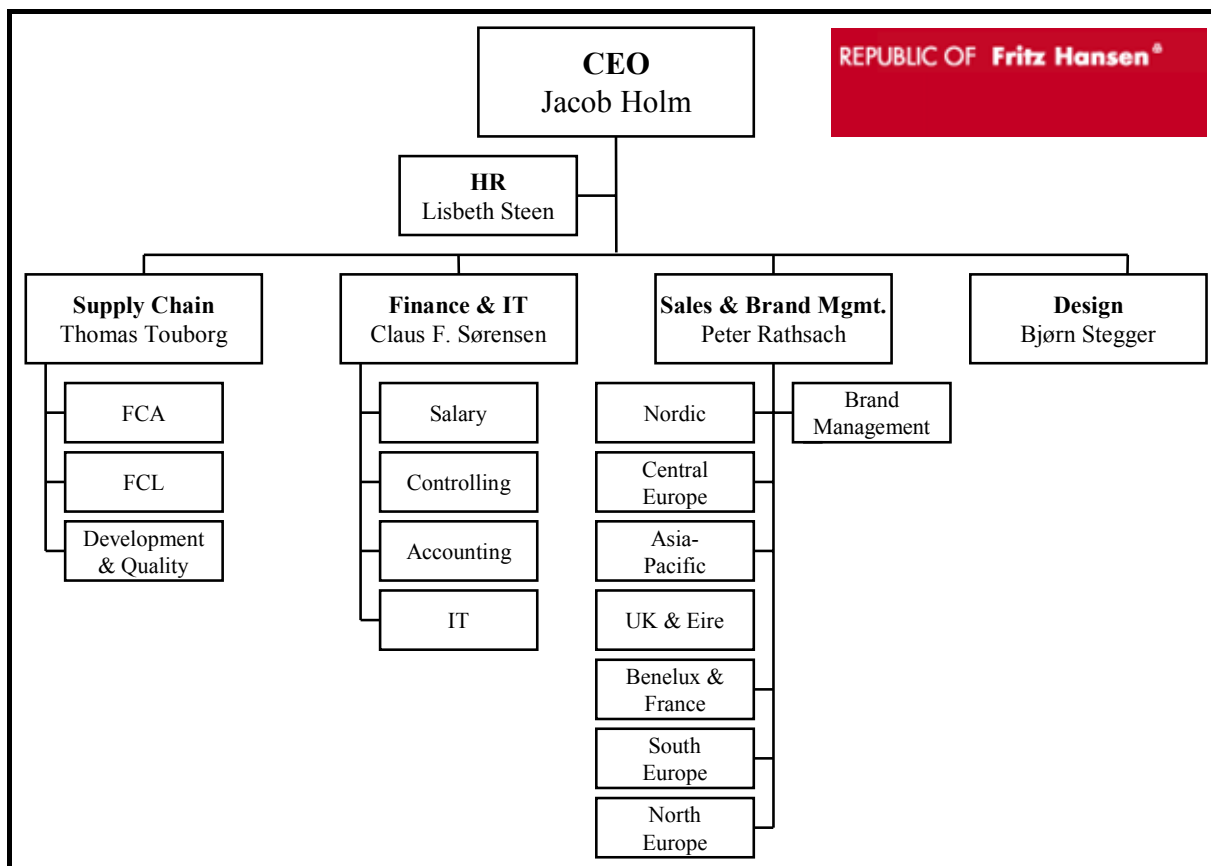 CEO
Jacob Holm
REPUBLIC OF Fritz Hansen®
HR
Lisbeth Steen
Supply Chain
Thomas Touborg
Finance & IT
Claus F. Sørensen
Sales & Brand Mgmt.
Peter Rathsach
Design
Bjørn Stegger
FCA
FCL
Development
& Quality
Salary
Controlling
Accounting
IT
Nordic
Central
Europe
Asia-
Pacific
UK & Eire
Benelux &
France
South
Europe
North
Europe
Brand
Management